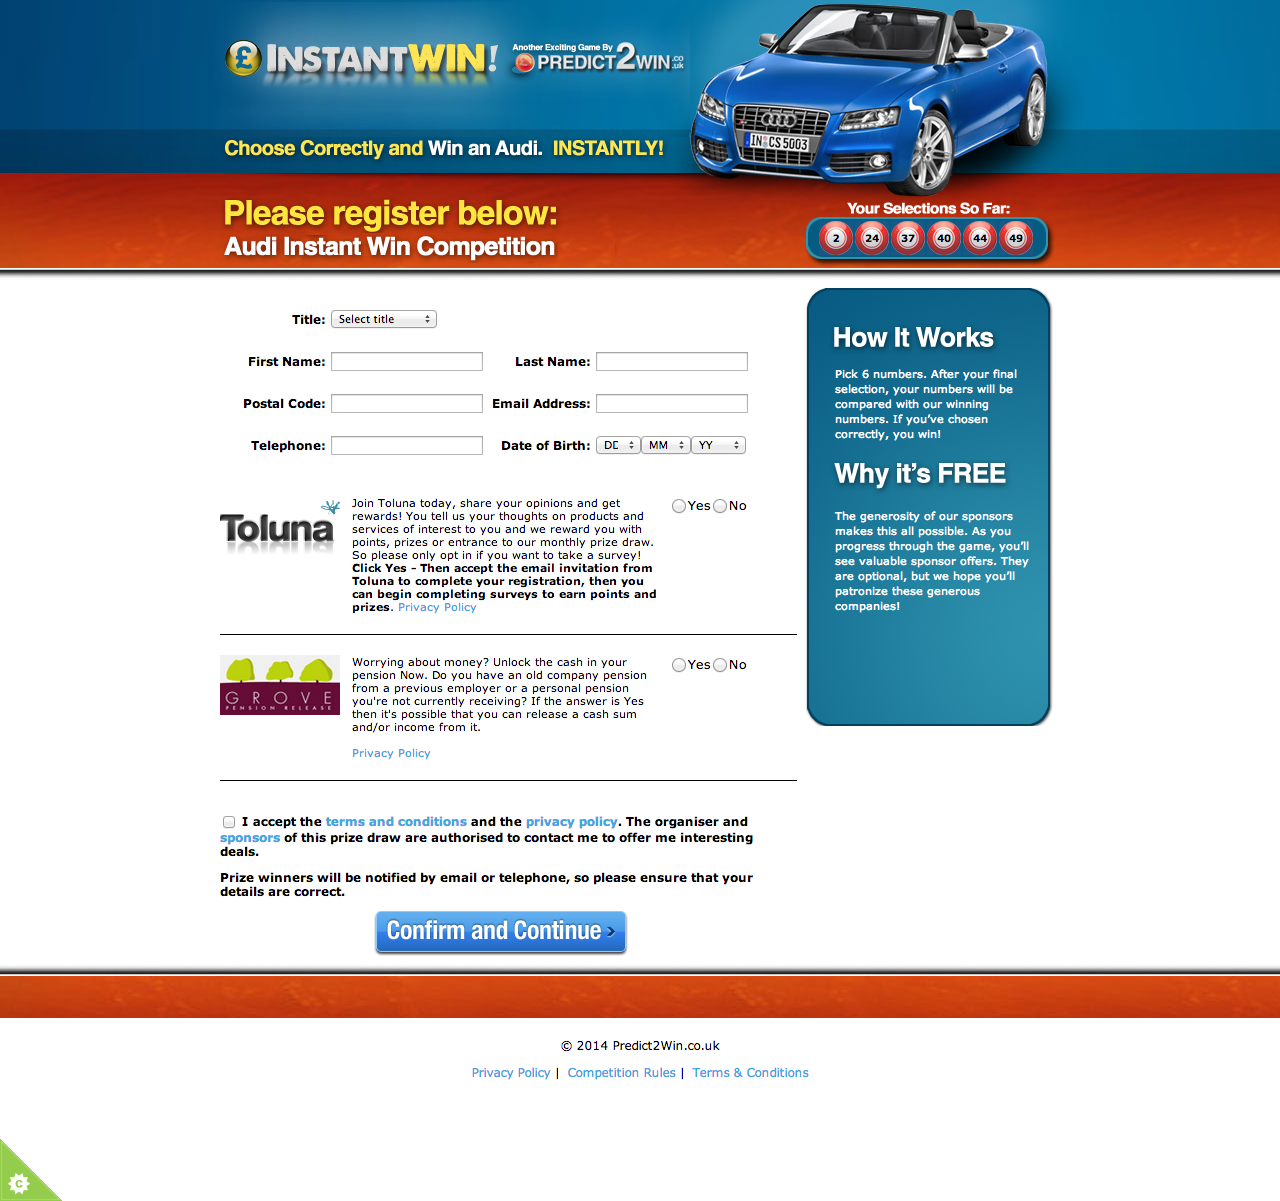 £ INSTANTWIN!
Another Exciting Game By
PREDICT2WIN.co.uk
IN·CS 5003
Choose Correctly and Win an Audi. INSTANTLY!
Please register below:
Audi Instant Win Competition
Your Selections So Far:
2 24 37 40 44 49
Title: Select title
First Name: Last Name:
Postal Code: Email Address:
Telephone: Date of Birth: DD MM YY
Toluna
Join Toluna today, share your opinions and get
rewards! You tell us your thoughts on products and
services of interest to you and we reward you with
points, prizes or entrance to our monthly prize draw.
So please only opt in if you want to take a survey!
Click Yes - Then accept the email invitation from
Toluna to complete your registration, then you
can begin completing surveys to earn points and
prizes. Privacy Policy
Yes No
GROVE
PENSION RELEASE
Worrying about money? Unlock the cash in your
pension Now. Do you have an old company pension
from a previous employer or a personal pension
you're not currently receiving? If the answer is Yes
then it's possible that you can release a cash sum
and/or income from it.
Privacy Policy
Yes No
I accept the terms and conditions and the privacy policy. The organiser and
sponsors of this prize draw are authorised to contact me to offer me interesting
deals.
Prize winners will be notified by email or telephone, so please ensure that your
details are correct.
Confirm and Continue ›
How It Works
Pick 6 numbers. After your final
selection, your numbers will be
compared with our winning
numbers. If you’ve chosen
correctly, you win!
Why it’s FREE
The generosity of our sponsors
makes this all possible. As you
progress through the game, you’ll
see valuable sponsor offers. They
are optional, but we hope you’ll
patronize these generous
companies!
© 2014 Predict2Win.co.uk
Privacy Policy | Competition Rules | Terms & Conditions
C